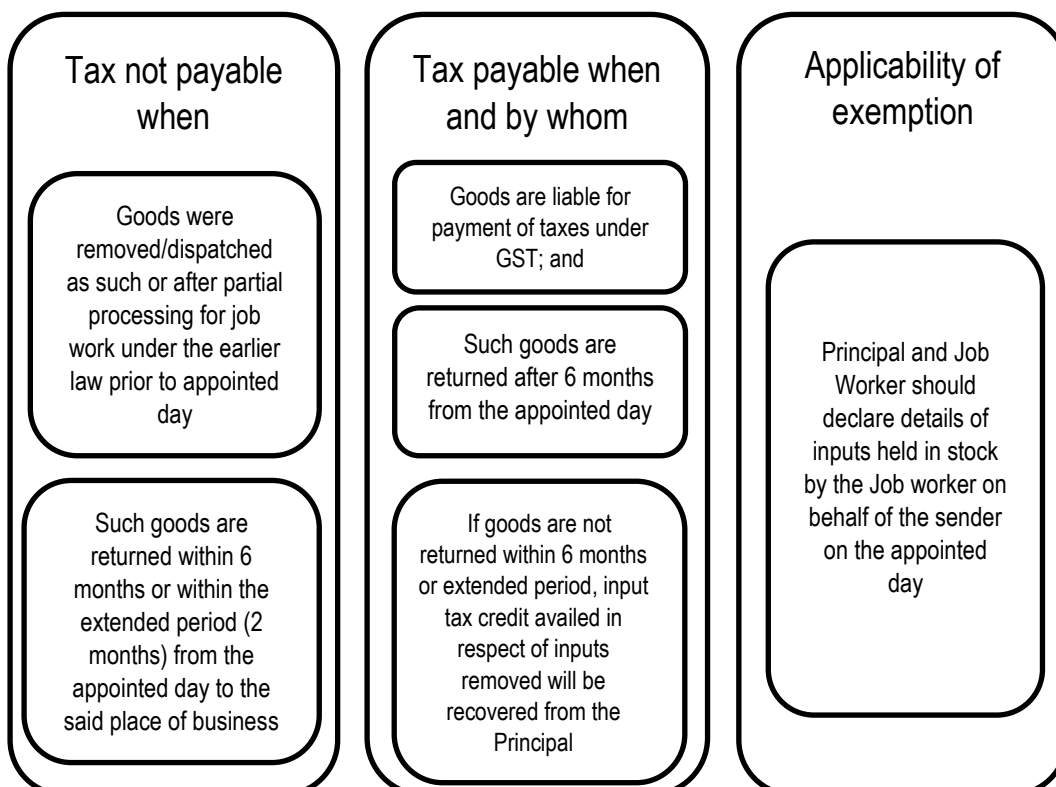 Tax not payable
when
Goods were
removed/dispatched
as such or after partial
processing for job
work under the earlier
law prior to appointed
day
Such goods are
returned within 6
months or within the
extended period (2
months) from the
appointed day to the
said place of business
Tax payable when
and by whom
Goods are liable for
payment of taxes under
GST; and
Such goods are
returned after 6 months
from the appointed day
If goods are not
returned within 6 months
or extended period, input
tax credit availed in
respect of inputs
removed will be
recovered from the
Principal
Applicability of
exemption
Principal and Job
Worker should
declare details of
inputs held in stock
by the Job worker on
behalf of the sender
on the appointed
day